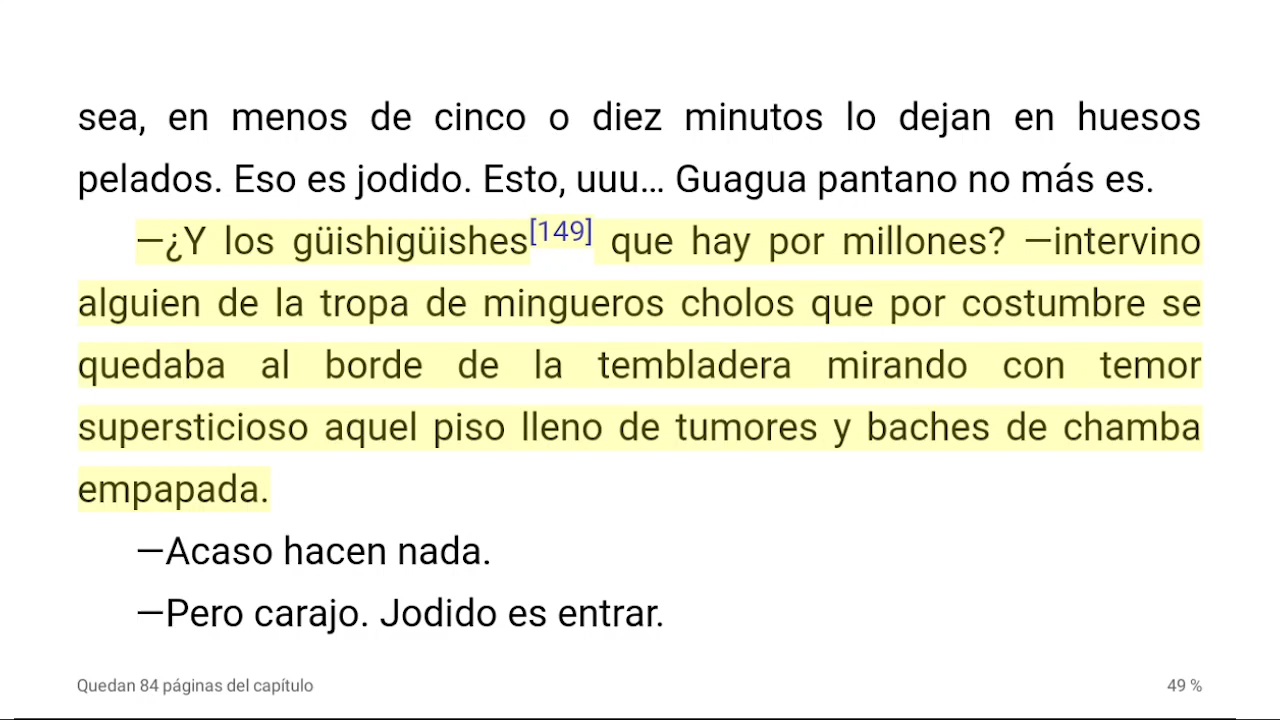 sea, en menos de cinco o diez minutos lo dejan en huesos
pelados. Eso es jodido. Esto, uuu... Guagua pantano no más es.
—¿Y los güishigüishes[149] que hay por millones? —intervino
alguien de la tropa de mingueros cholos que por costumbre se
quedaba al borde de la tembladera mirando con temor
supersticioso aquel piso lleno de tumores y baches de chamba
empapada.
—Acaso hacen nada.
—Pero carajo. Jodido es entrar.
Quedan 84 páginas del capítulo
49 %